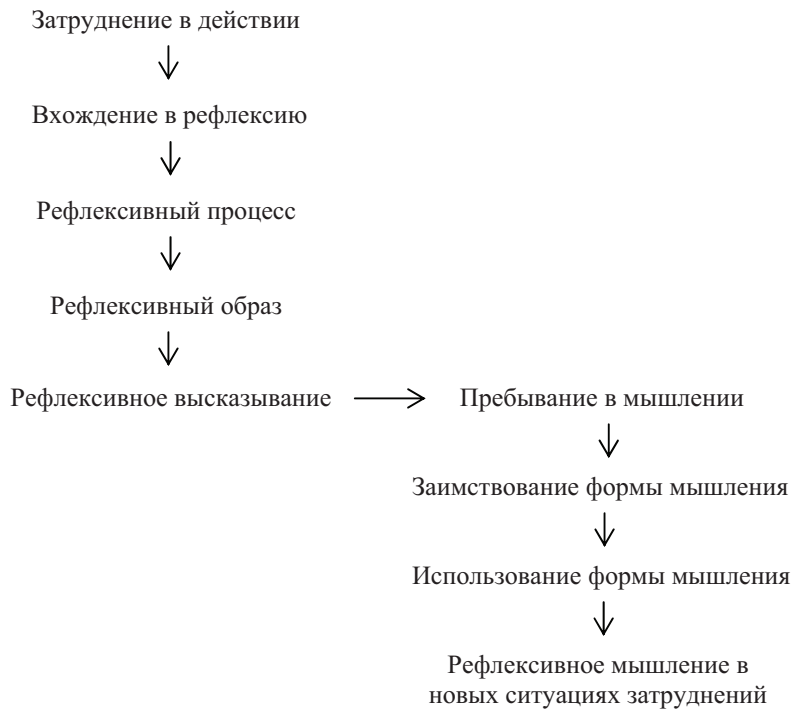 Затруднение в действии
Вхождение в рефлексию
Рефлексивный процесс
Рефлексивный образ
Рефлексивное высказывание
Пребывание в мышлении
Заимствование формы мышления
Использование формы мышления
Рефлексивное мышление в
новых ситуациях затруднений